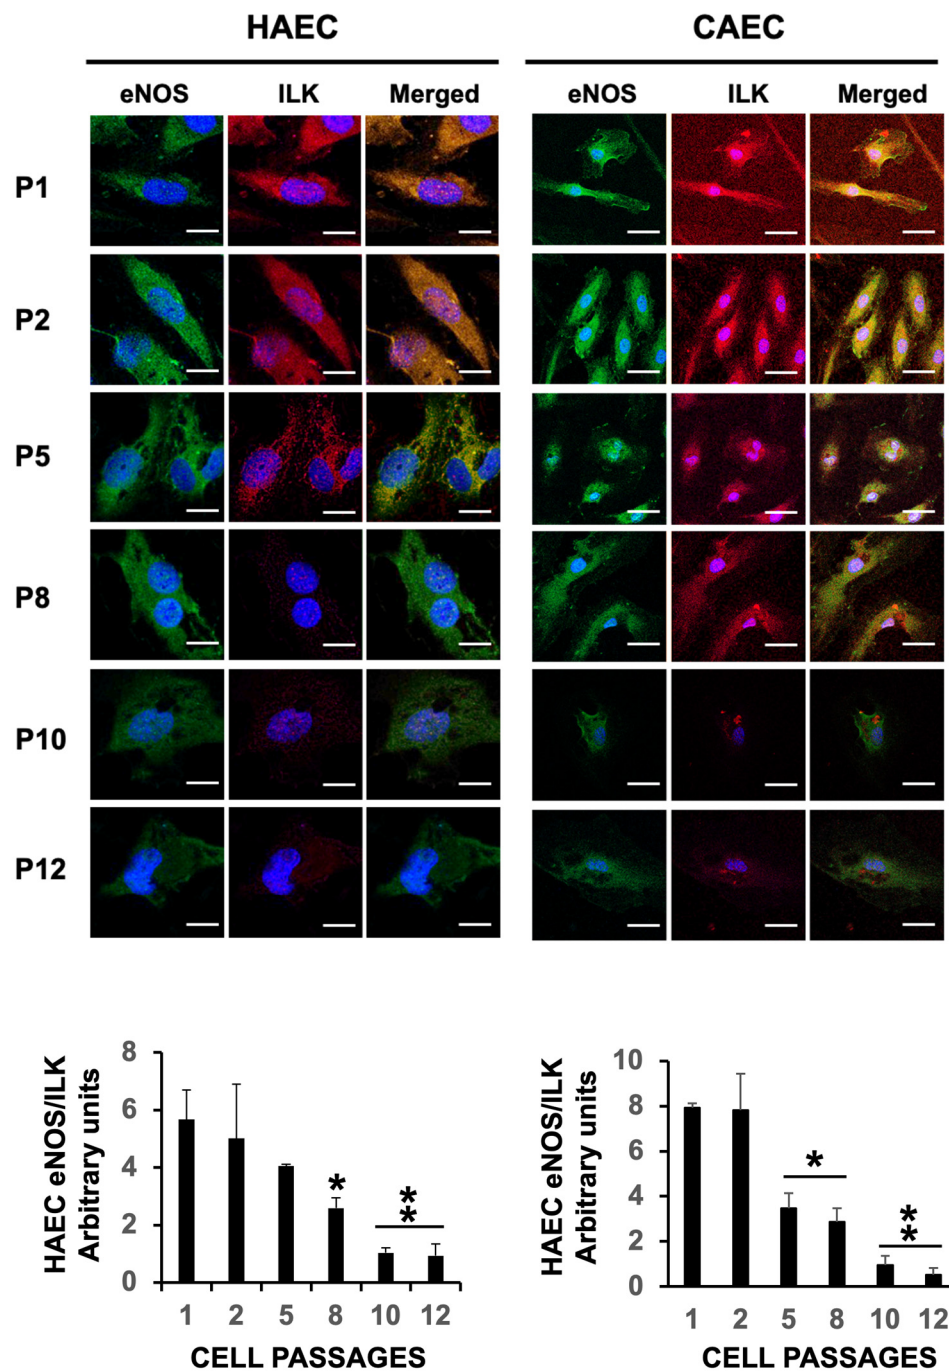 HAEC
CAEC
eNOS ILK Merged
eNOS ILK Merged
P1
P2
P5
P8
P10
P12
HAEC eNOS/ILK
Arbitrary units
8
6
4
2
0
*
*
*
1 2 5 8 10 12
CELL PASSAGES
HAEC eNOS/ILK
Arbitrary units
10
8
6
4
2
0
*
*
*
1 2 5 8 10 12
CELL PASSAGES